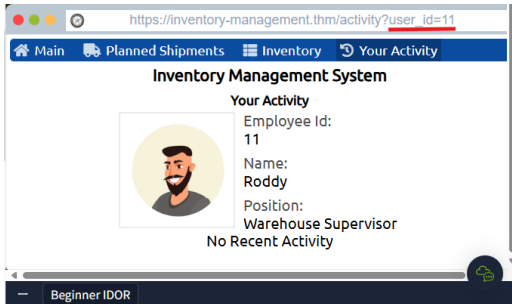 https://inventory-management.thm/activity?user_id=11
Main Planned Shipments Inventory Your Activity
Inventory Management System
Your Activity
Employee Id:
11
Name:
Roddy
Position:
Warehouse Supervisor
No Recent Activity
Beginner IDOR